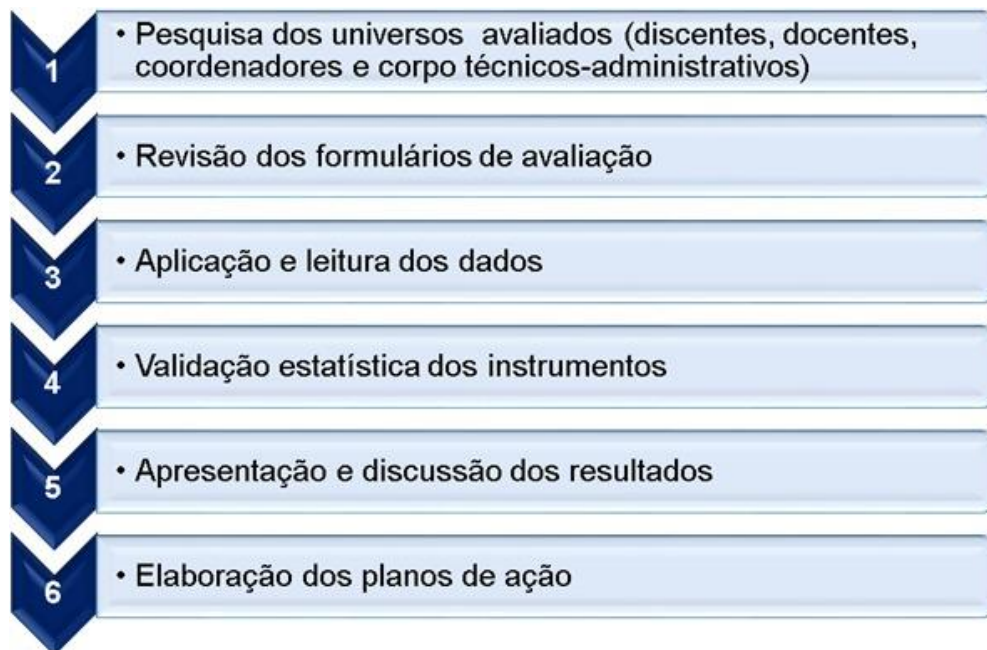 1
• Pesquisa dos universos avaliados (discentes, docentes,
coordenadores e corpo técnicos-administrativos)
2
• Revisão dos formulários de avaliação
3
• Aplicação e leitura dos dados
4
• Validação estatística dos instrumentos
5
• Apresentação e discussão dos resultados
6
• Elaboração dos planos de ação